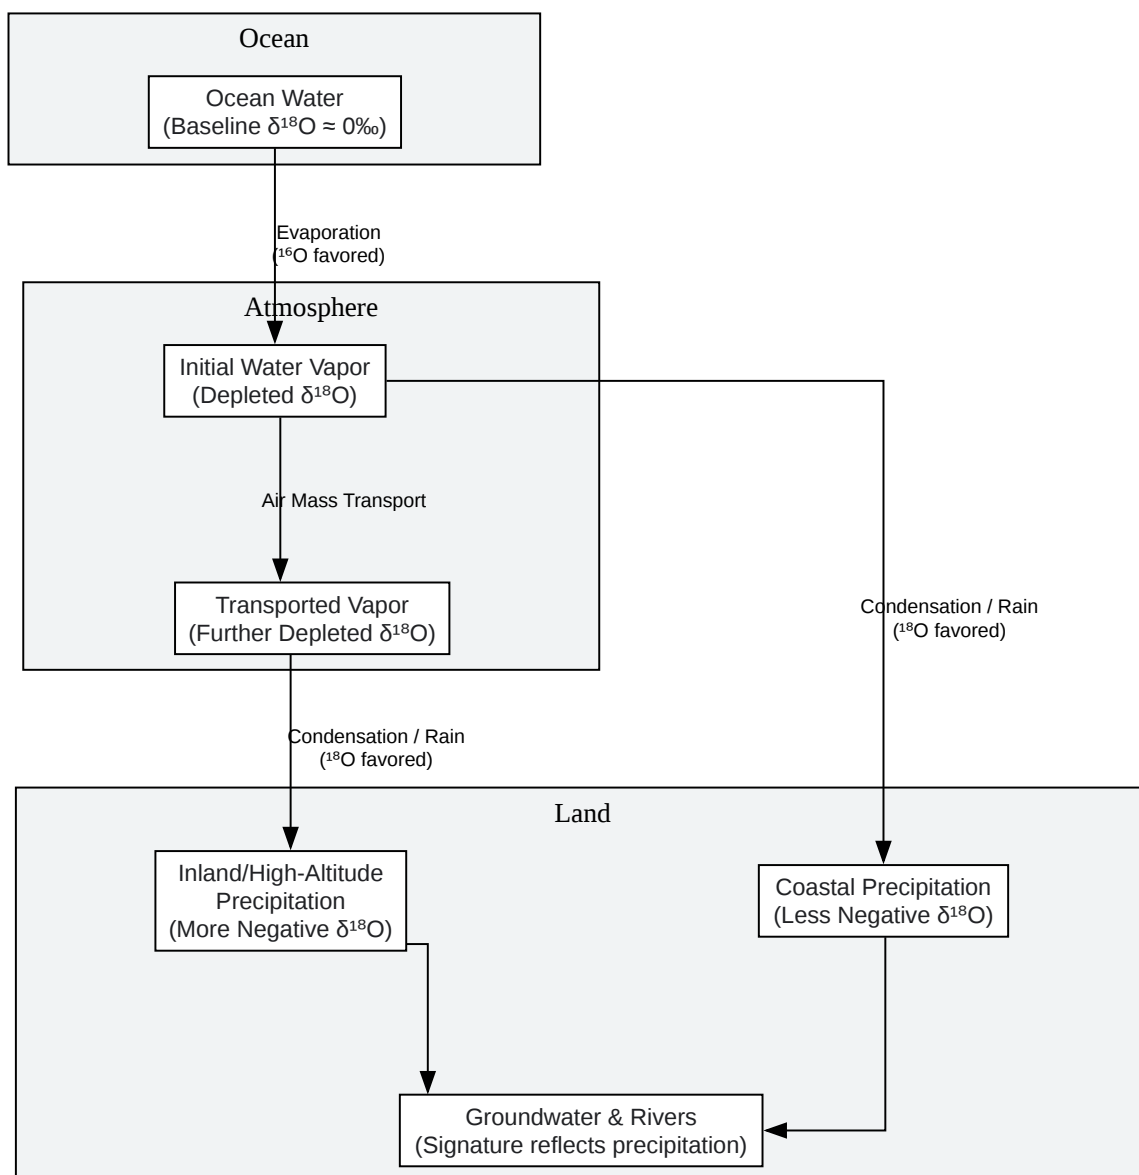 Ocean
Ocean Water
(Baseline δ¹⁸O ≈ 0‰)
Evaporation
(¹⁶O favored)
Atmosphere
Initial Water Vapor
(Depleted δ¹⁸O)
Air Mass Transport
Transported Vapor
(Further Depleted δ¹⁸O)
Condensation / Rain
(¹⁸O favored)
Condensation / Rain
(¹⁸O favored)
Land
Inland/High-Altitude
Precipitation
(More Negative δ¹⁸O)
Coastal Precipitation
(Less Negative δ¹⁸O)
Groundwater & Rivers
(Signature reflects precipitation)